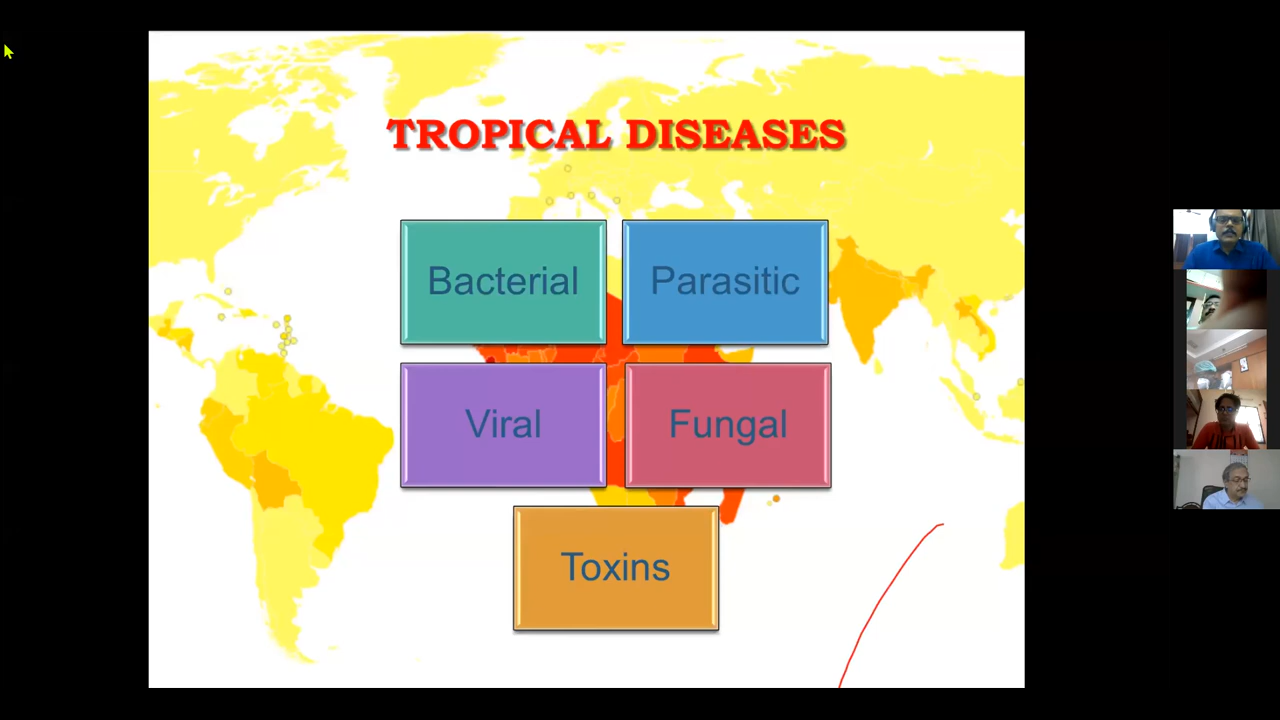 TROPICAL DISEASES
Bacterial
Parasitic
Viral
Fungal
Toxins